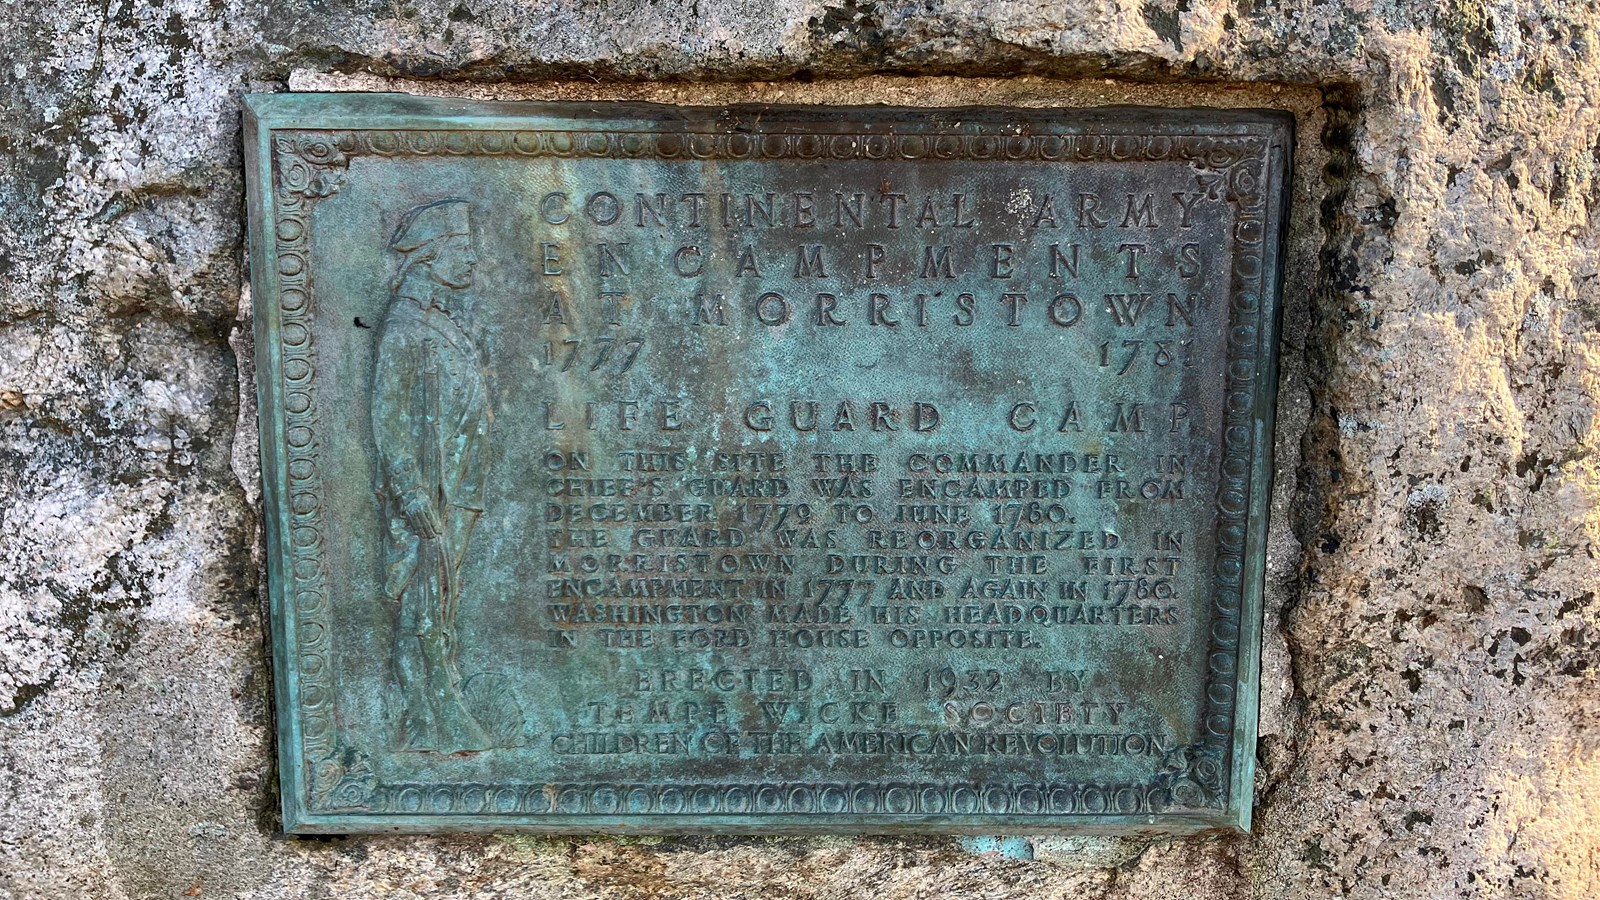 CONTINENTAL ARMY
ENCAMPMENTS
AT MORRISTOWN
1777 1781
LIFE GUARD CAMP
ON THIS SITE THE COMMANDER IN
CHIEF'S GUARD WAS ENCAMPED FROM
DECEMBER 1779 TO JUNE 1780.
THE GUARD WAS REORGANIZED IN
MORRISTOWN DURING THE FIRST
ENCAMPMENT IN 1777 AND AGAIN IN 1780.
WASHINGTON MADE HIS HEADQUARTERS
IN THE FORD HOUSE OPPOSITE.
ERECTED IN 1932 BY
TEMPE WICKE SOCIETY
CHILDREN OF THE AMERICAN REVOLUTION